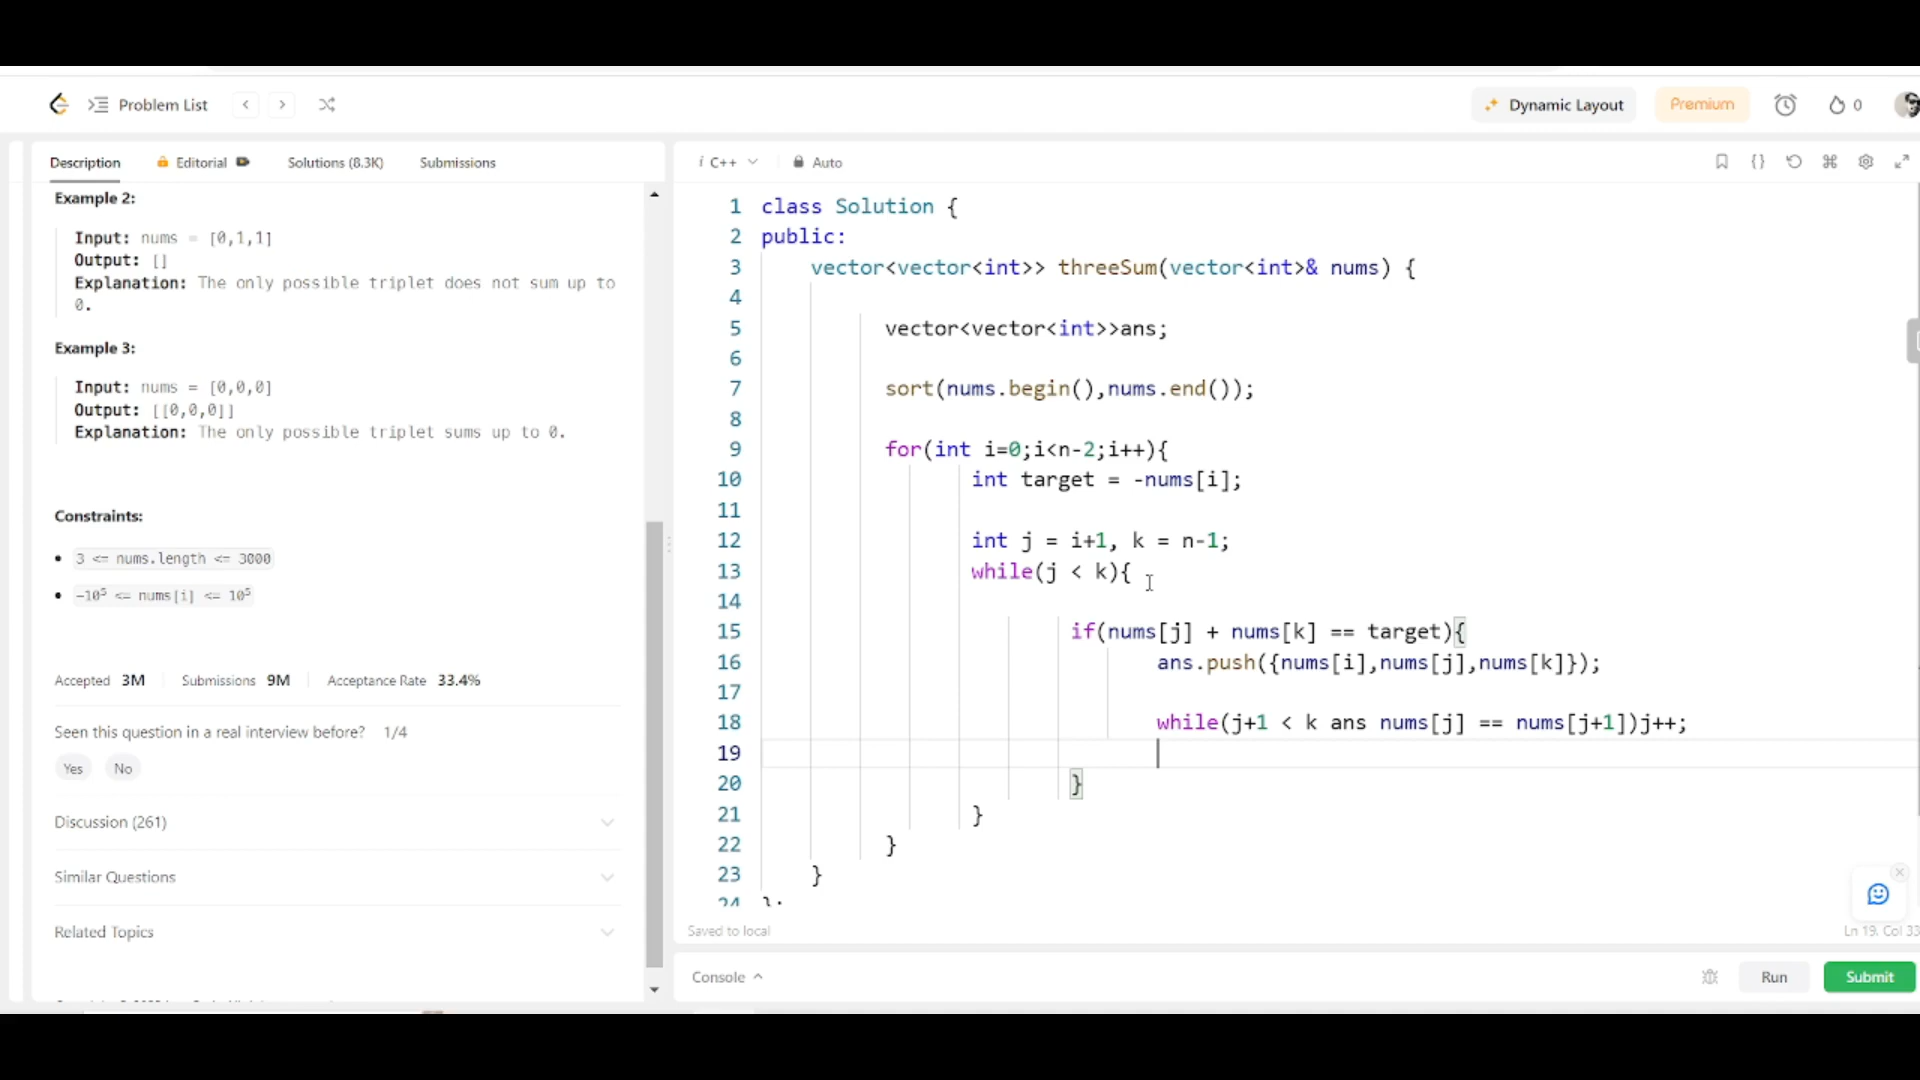 Problem List
Dynamic Layout
Premium
0
Description
Editorial
Solutions (8.3K)
Submissions
Example 2:
Input: nums = [0,1,1]
Output: []
Explanation: The only possible triplet does not sum up to
0.
Example 3:
Input: nums = [0,0,0]
Output: [[0,0,0]]
Explanation: The only possible triplet sums up to 0.
Constraints:
• 3 <= nums.length <= 3000
• -10⁵ <= nums[i] <= 10⁵
Accepted 3M Submissions 9M Acceptance Rate 33.4%
Seen this question in a real interview before? 1/4
Yes No
Discussion (261)
Similar Questions
Related Topics
i C++ Auto
{}
1 class Solution {
2 public:
3 vector<vector<int>> threeSum(vector<int>& nums) {
4
5 vector<vector<int>>ans;
6
7 sort(nums.begin(),nums.end());
8
9 for(int i=0;i<n-2;i++){
10 int target = -nums[i];
11
12 int j = i+1, k = n-1;
13 while(j < k){
14
15 if(nums[j] + nums[k] == target){
16 ans.push({nums[i],nums[j],nums[k]});
17
18 while(j+1 < k ans nums[j] == nums[j+1])j++;
19
20 }
21 }
22 }
23 }
24 };
Saved to local
Ln 19, Col 33
Console
Run
Submit